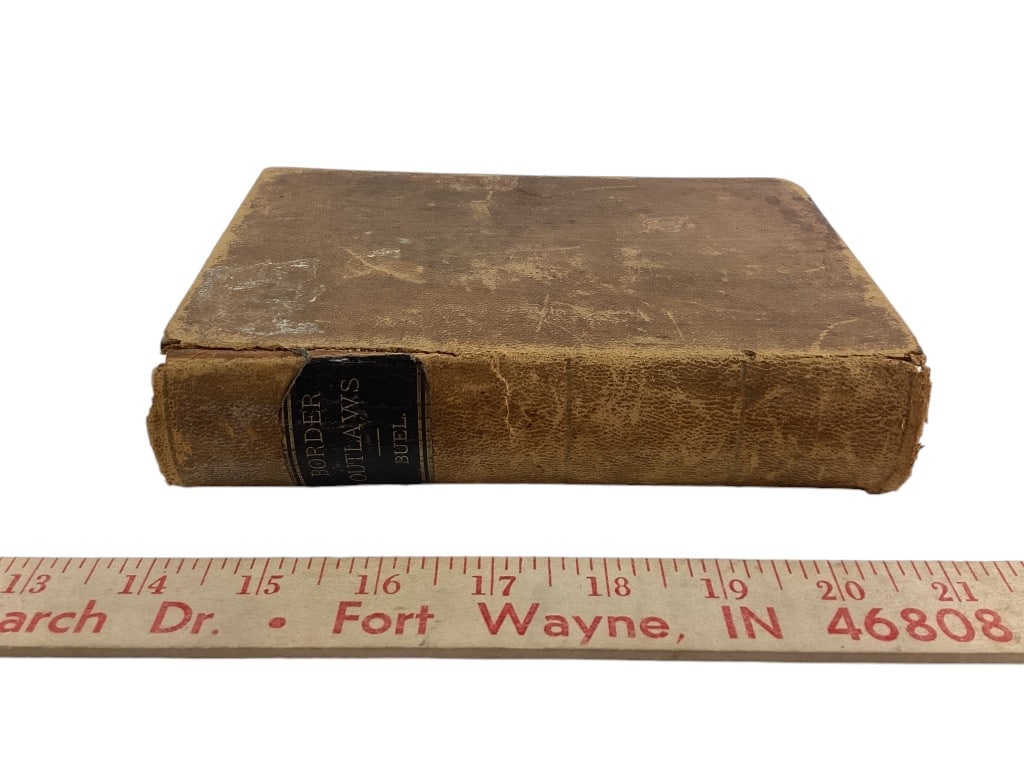 BORDER
OUTLAWS
BUEL.
13 14 15 16 17 18 19 20 21
arch Dr. • Fort Wayne, IN 46808